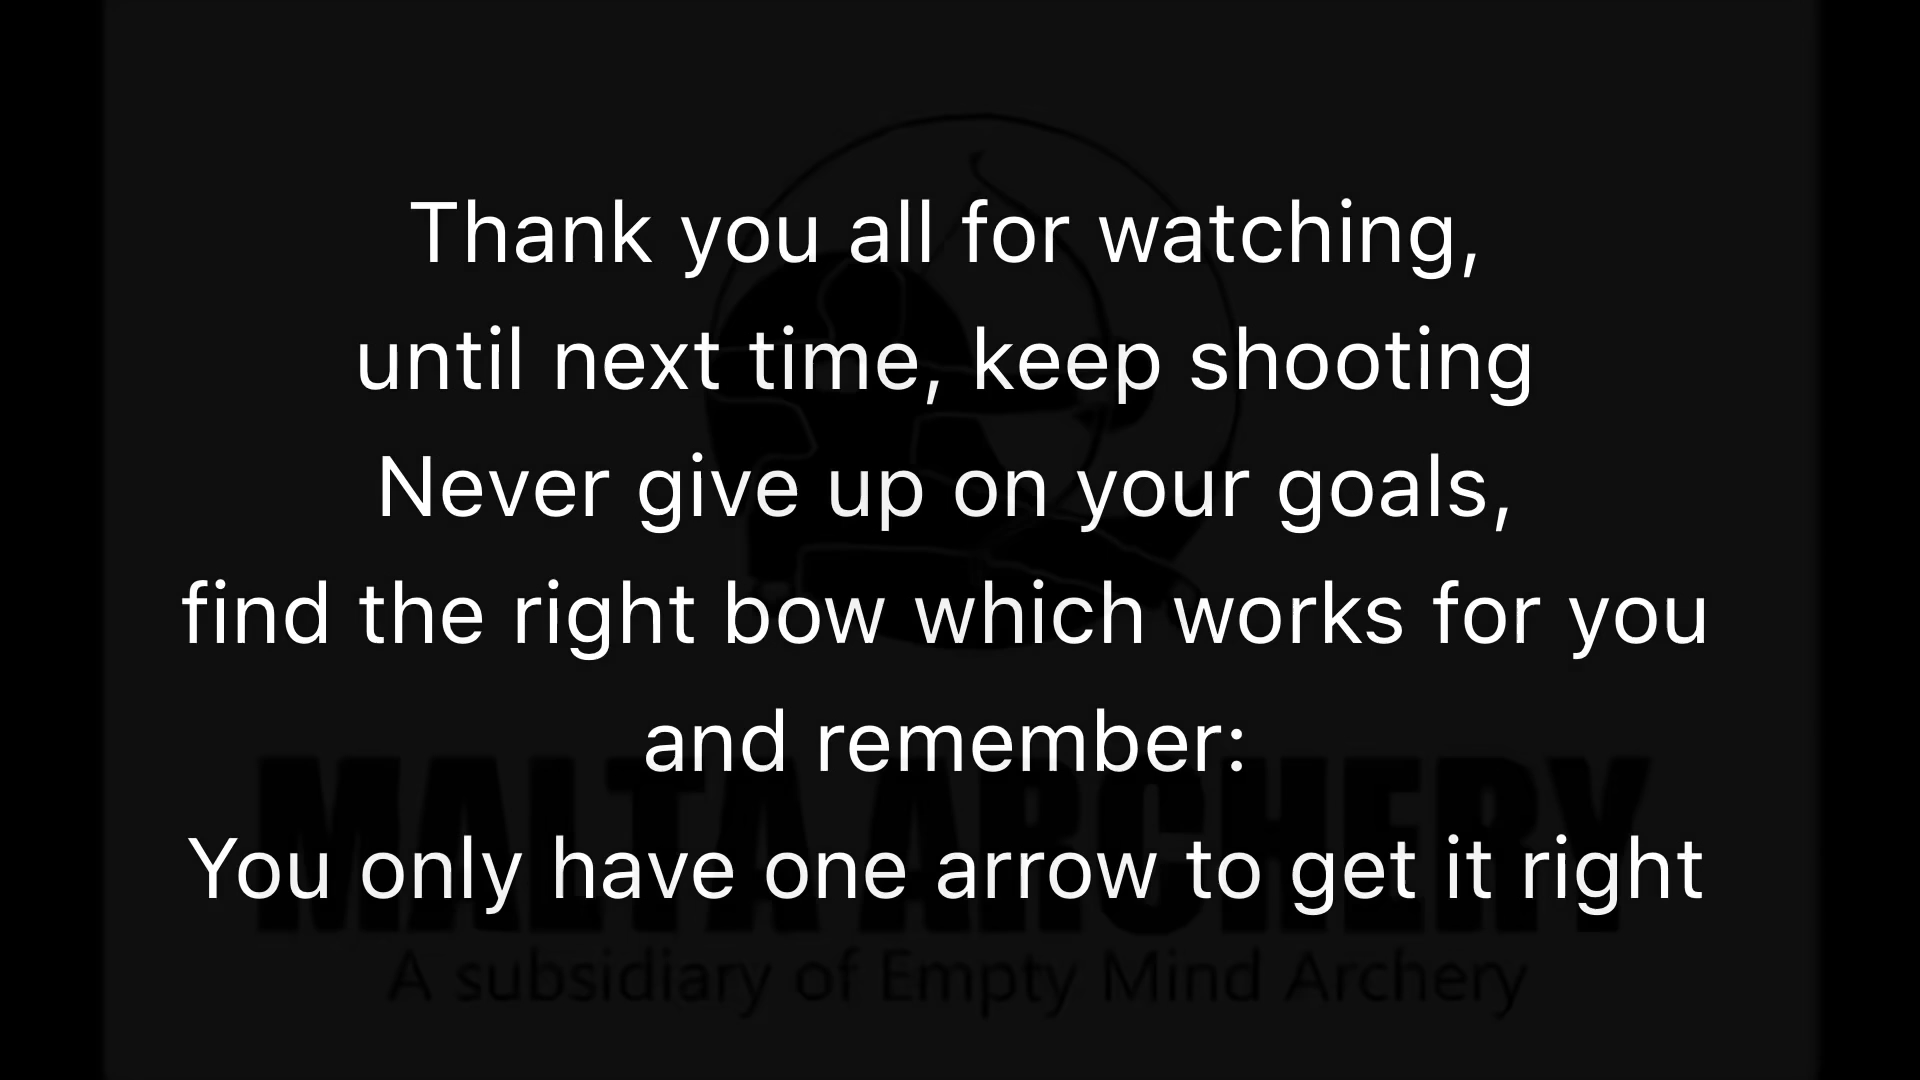 Thank you all for watching,
until next time, keep shooting
Never give up on your goals,
find the right bow which works for you
and remember:
You only have one arrow to get it right
MALTA ARCHERY
A subsidiary of Empty Mind Archery